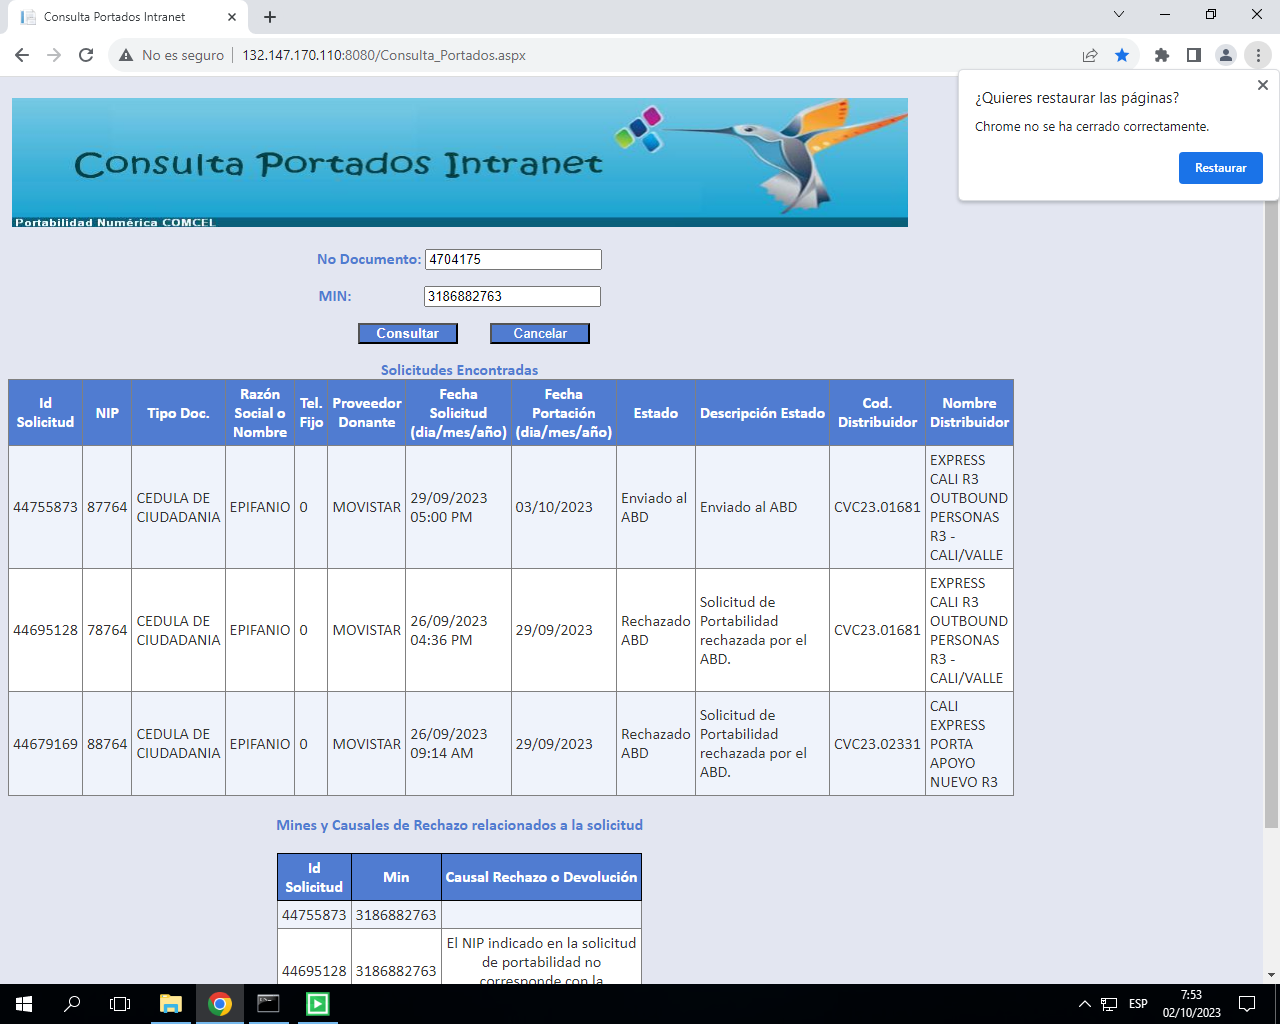 Consulta Portados Intranet
No es seguro
132.147.170.110:8080/Consulta_Portados.aspx
¿Quieres restaurar las páginas?
Chrome no se ha cerrado correctamente.
Restaurar
Consulta Portados Intranet
Portabilidad Numérica COMCEL
No Documento: 4704175
MIN: 3186882763
Consultar Cancelar
Solicitudes Encontradas
Id Solicitud NIP Tipo Doc. Razón Social o Nombre Tel. Fijo Proveedor Donante Fecha Solicitud (dia/mes/año) Fecha Portación (dia/mes/año) Estado Descripción Estado Cod. Distribuidor Nombre Distribuidor
44755873 87764 CEDULA DE CIUDADANIA EPIFANIO 0 MOVISTAR 29/09/2023 05:00 PM 03/10/2023 Enviado al ABD Enviado al ABD CVC23.01681 EXPRESS CALI R3 OUTBOUND PERSONAS R3 - CALI/VALLE
44695128 78764 CEDULA DE CIUDADANIA EPIFANIO 0 MOVISTAR 26/09/2023 04:36 PM 29/09/2023 Rechazado ABD Solicitud de Portabilidad rechazada por el ABD. CVC23.01681 EXPRESS CALI R3 OUTBOUND PERSONAS R3 - CALI/VALLE
44679169 88764 CEDULA DE CIUDADANIA EPIFANIO 0 MOVISTAR 26/09/2023 09:14 AM 29/09/2023 Rechazado ABD Solicitud de Portabilidad rechazada por el ABD. CVC23.02331 CALI EXPRESS PORTA APOYO NUEVO R3
Mines y Causales de Rechazo relacionados a la solicitud
Id Solicitud Min Causal Rechazo o Devolución
44755873 3186882763
44695128 3186882763 El NIP indicado en la solicitud de portabilidad no corresponde con la
ESP
7:53
02/10/2023